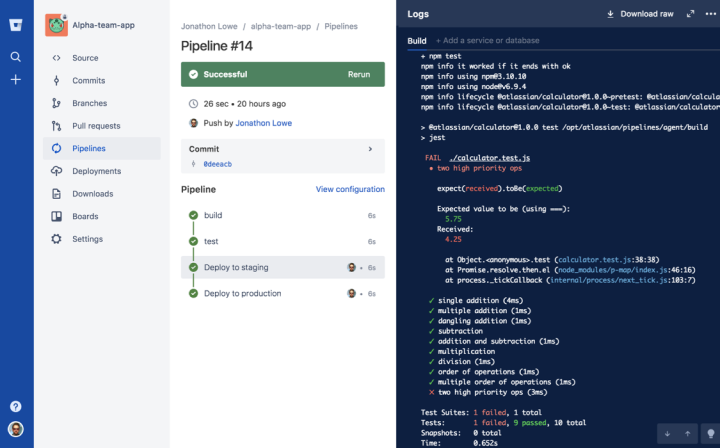 Alpha-team-app
Source
Commits
Branches
Pull requests
Pipelines
Deployments
Downloads
Boards
Settings
Jonathon Lowe / alpha-team-app / Pipelines
Pipeline #14
Successful Rerun
26 sec • 20 hours ago
Push by Jonathon Lowe
Commit >
0deeacb
Pipeline View configuration
build 6s
test 6s
Deploy to staging • 6s
Deploy to production • 6s
Logs Download raw
Build + Add a service or database
+ npm test
npm info it worked if it ends with ok
npm info using npm@3.10.10
npm info using node@v6.9.4
npm info lifecycle @atlassian/calculator@1.0.0~pretest: @atlassian/calcula
npm info lifecycle @atlassian/calculator@1.0.0~test: @atlassian/calculator
> @atlassian/calculator@1.0.0 test /opt/atlassian/pipelines/agent/build
> jest
FAIL ./calculator.test.js
• two high priority ops
expect(received).toBe(expected)
Expected value to be (using ===):
5.75
Received:
4.25
at Object.<anonymous>.test (calculator.test.js:38:38)
at Promise.resolve.then.el (node_modules/p-map/index.js:46:16)
at process._tickCallback (internal/process/next_tick.js:103:7)
✓ single addition (4ms)
✓ multiple addition (1ms)
✓ dangling addition (1ms)
✓ subtraction
✓ addition and subtraction (1ms)
✓ multiplication
✓ division (1ms)
✓ order of operations (1ms)
✓ multiple order of operations (1ms)
✕ two high priority ops (3ms)
Test Suites: 1 failed, 1 total
Tests: 1 failed, 9 passed, 10 total
Snapshots: 0 total
Time: 0.652s